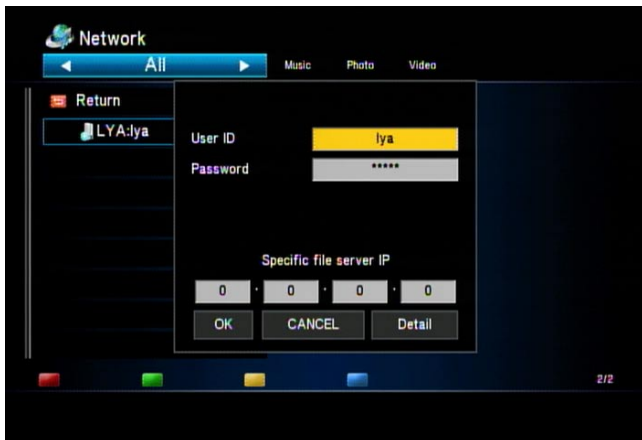 Network
All Music Photo Video
Return
LYA:lya
User ID lya
Password *****
Specific file server IP
0 . 0 . 0 . 0
OK CANCEL Detail
2/2